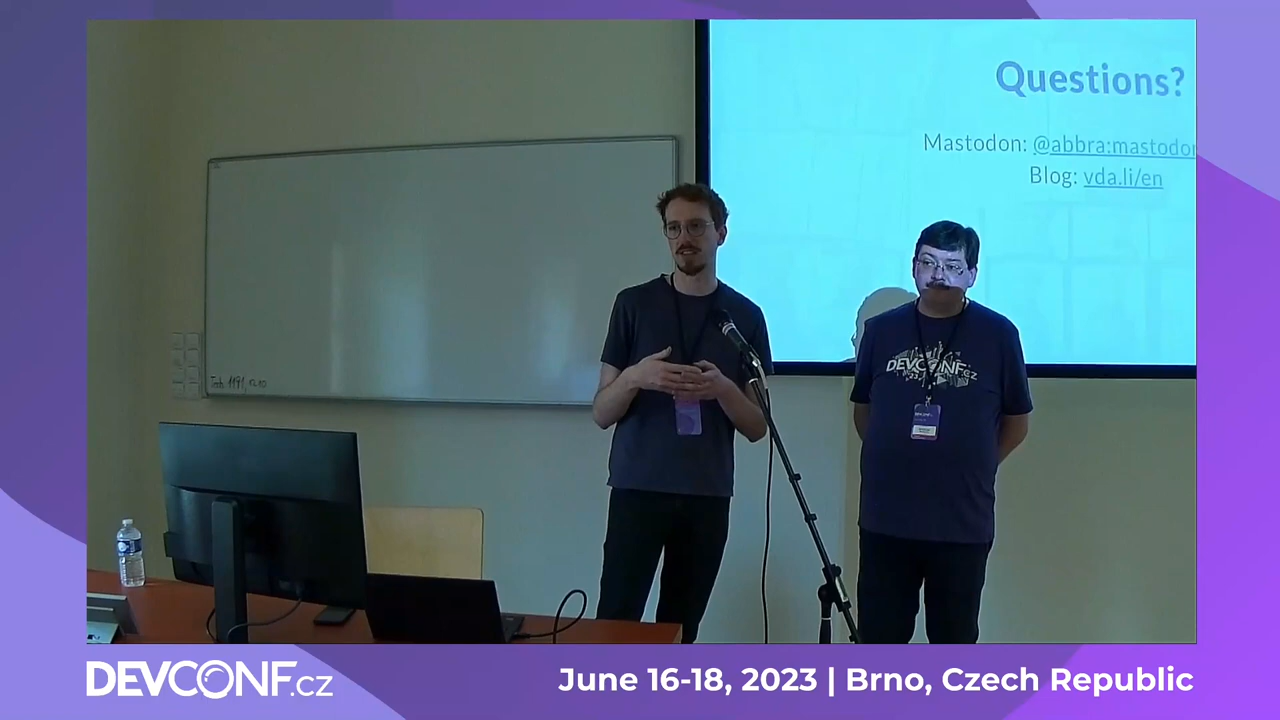 Questions?
Mastodon: @abbra:mastodon
Blog: vda.li/en
DEVCONF.cz
DEVCONF.CZ
June 16-18, 2023 | Brno, Czech Republic